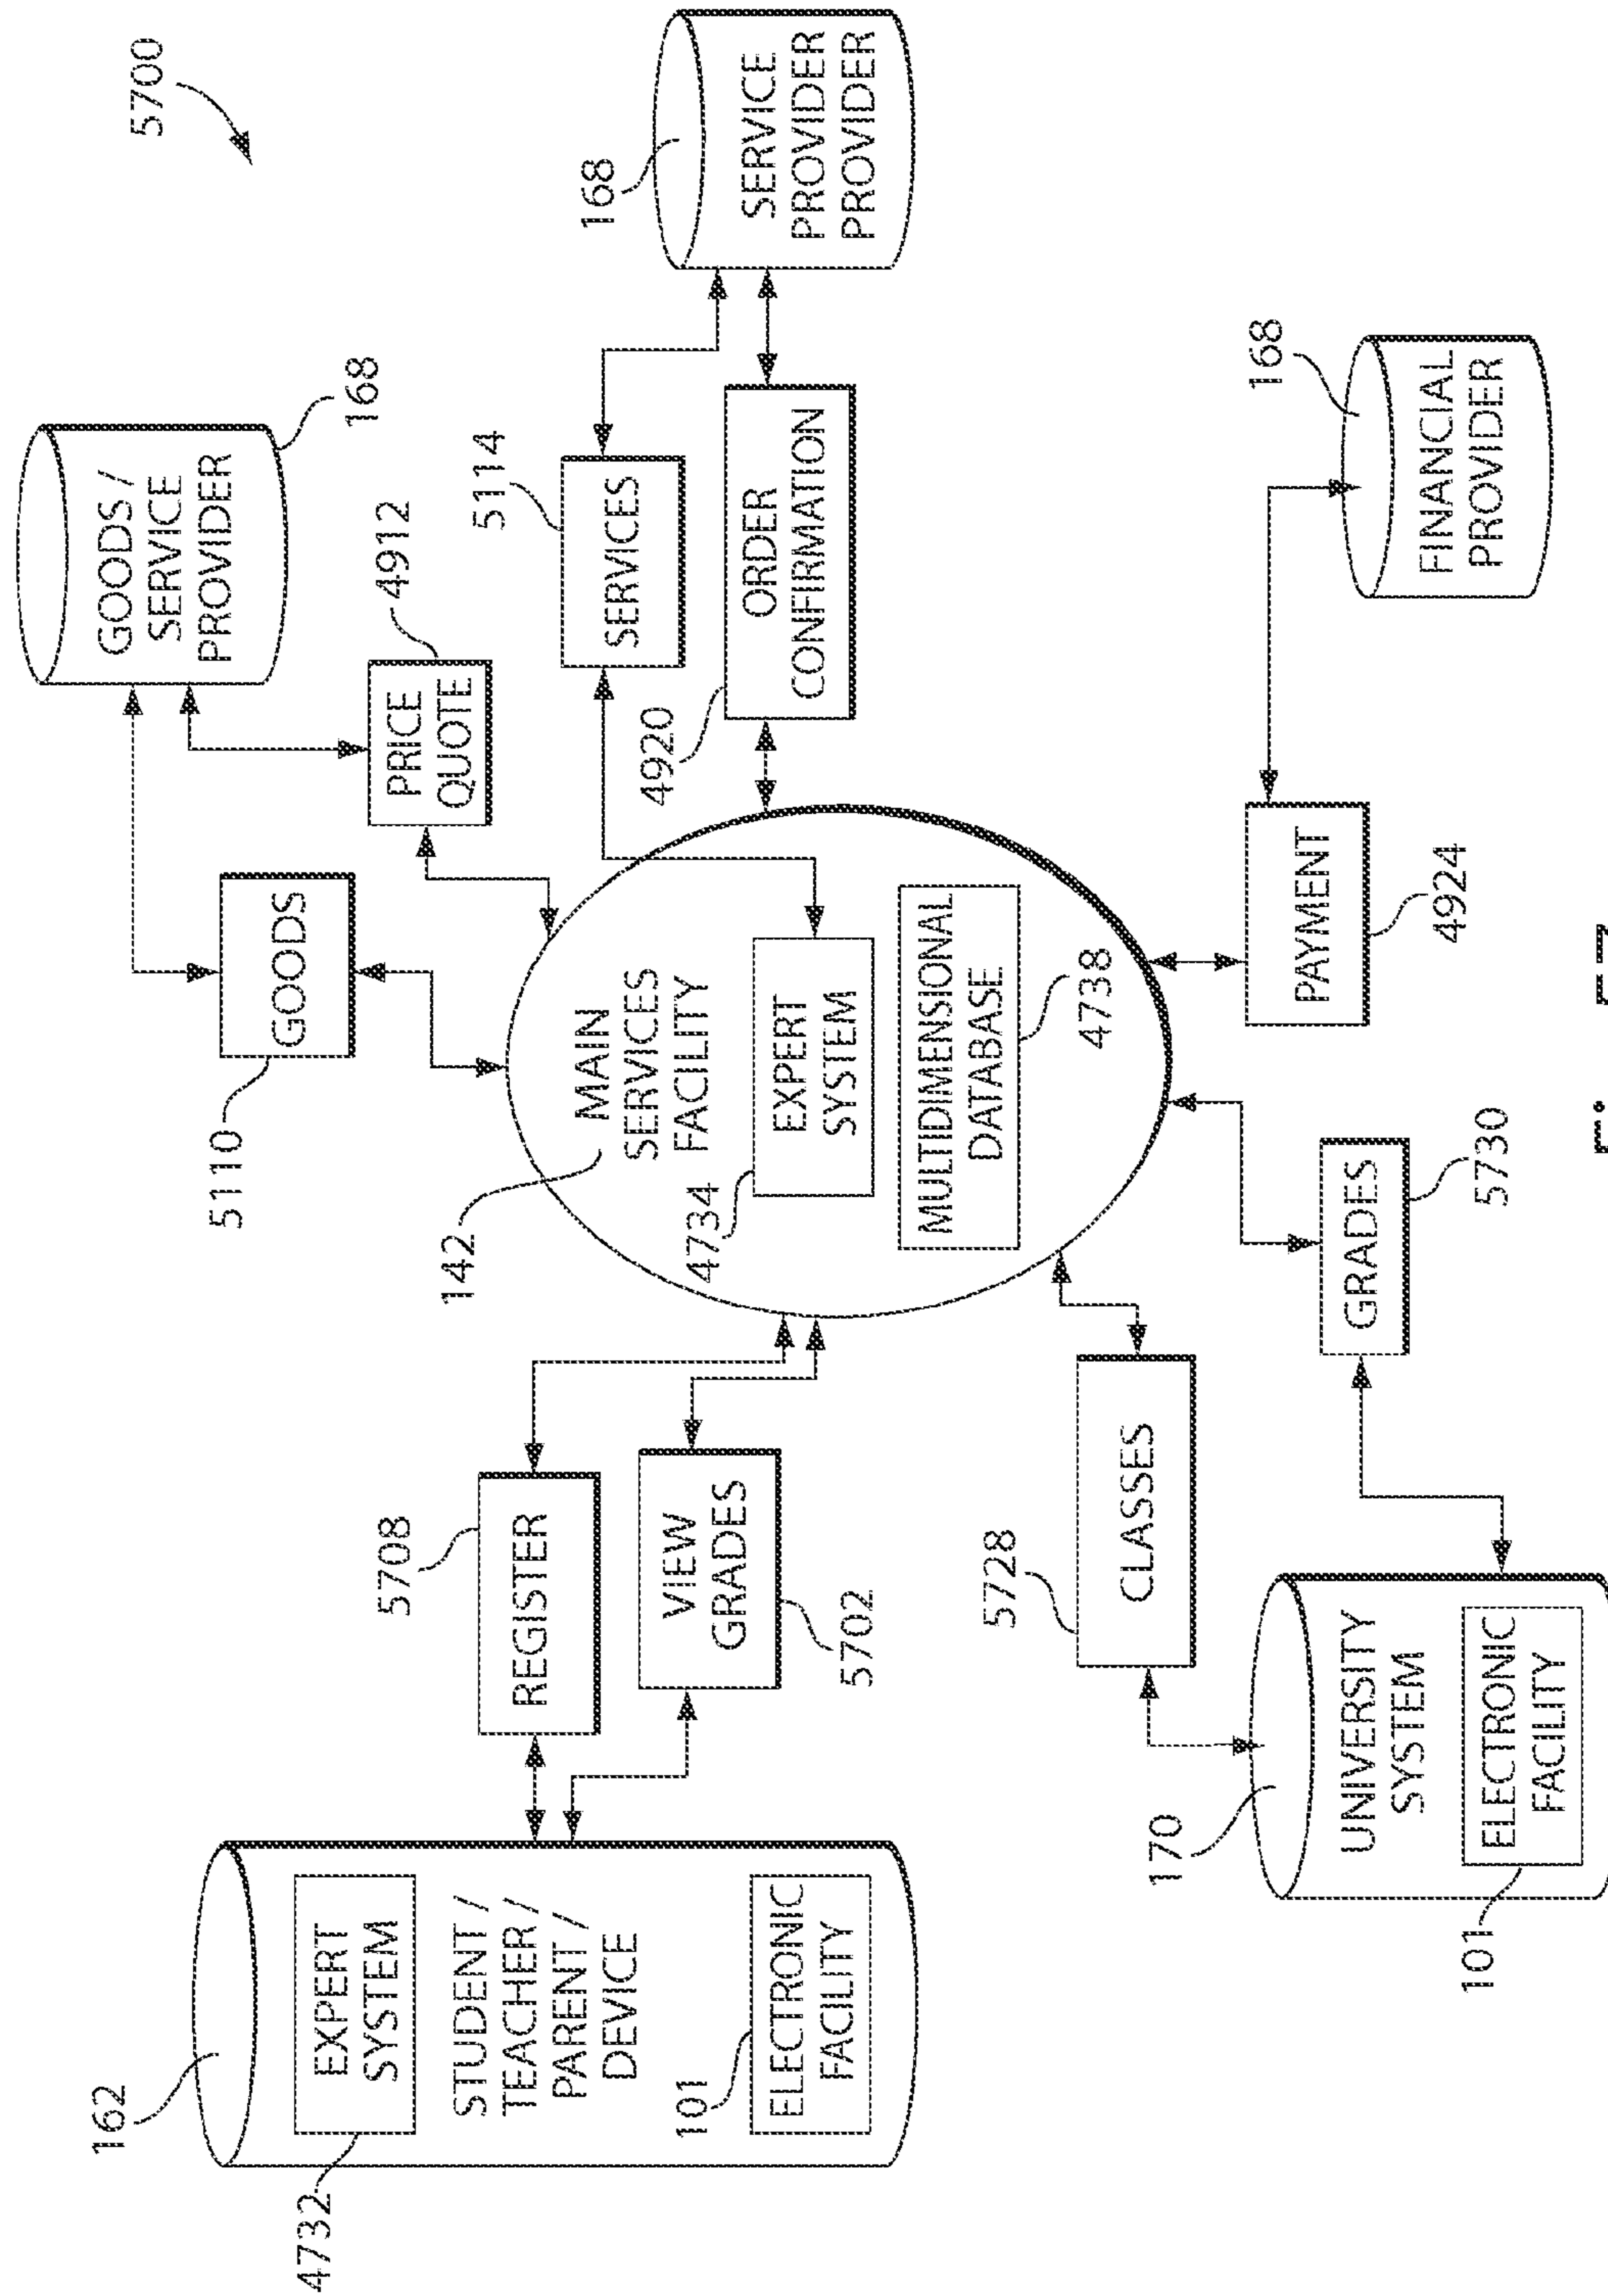 5700
162
EXPERT
SYSTEM
4732
STUDENT /
TEACHER /
PARENT /
DEVICE
101
ELECTRONIC
FACILITY
5708
REGISTER
VIEW
GRADES
5702
5110
GOODS
GOODS /
SERVICE
PROVIDER
168
PRICE
QUOTE
4912
142
MAIN
SERVICES
FACILITY
4734
EXPERT
SYSTEM
MULTIDIMENSIONAL
DATABASE
4738
5114
SERVICES
4920
ORDER
CONFIRMATION
168
SERVICE
PROVIDER
PROVIDER
5728
CLASSES
170
UNIVERSITY
SYSTEM
101
ELECTRONIC
FACILITY
GRADES
5730
PAYMENT
4924
168
FINANCIAL
PROVIDER